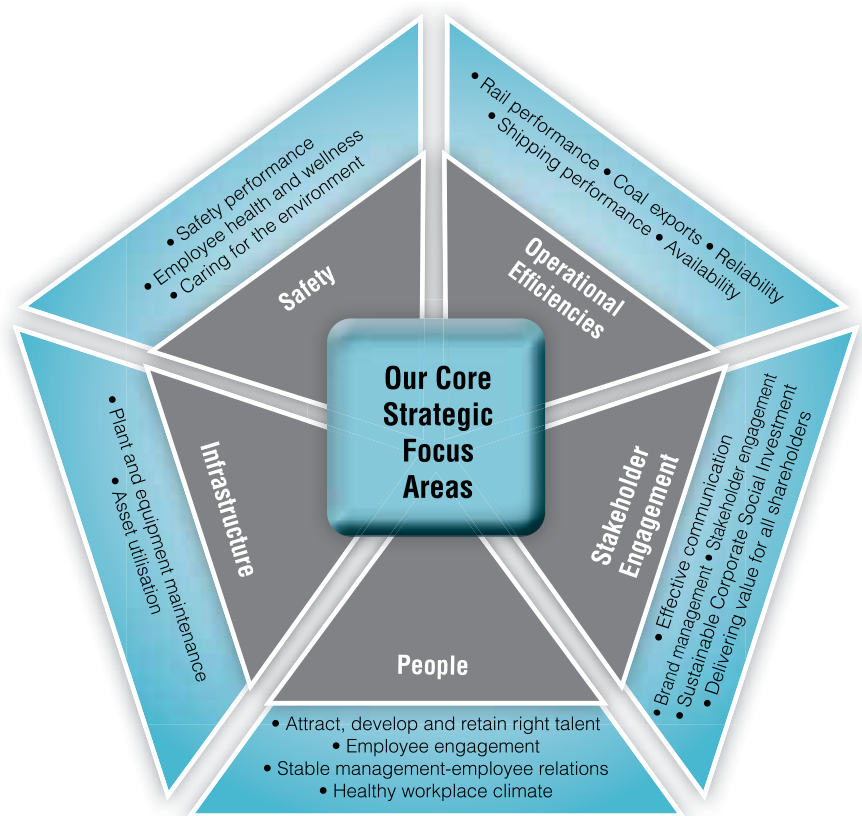 • Safety performance
• Employee health and wellness
• Caring for the environment
Safety
• Rail performance • Coal exports • Reliability
• Shipping performance • Availability
Operational
Efficiencies
Our Core
Strategic
Focus
Areas
• Plant and equipment maintenance
• Asset utilisation
Infrastructure
Stakeholder
Engagement
• Effective communication
• Brand management • Stakeholder engagement
• Sustainable Corporate Social Investment
• Delivering value for all shareholders
People
• Attract, develop and retain right talent
• Employee engagement
• Stable management-employee relations
• Healthy workplace climate